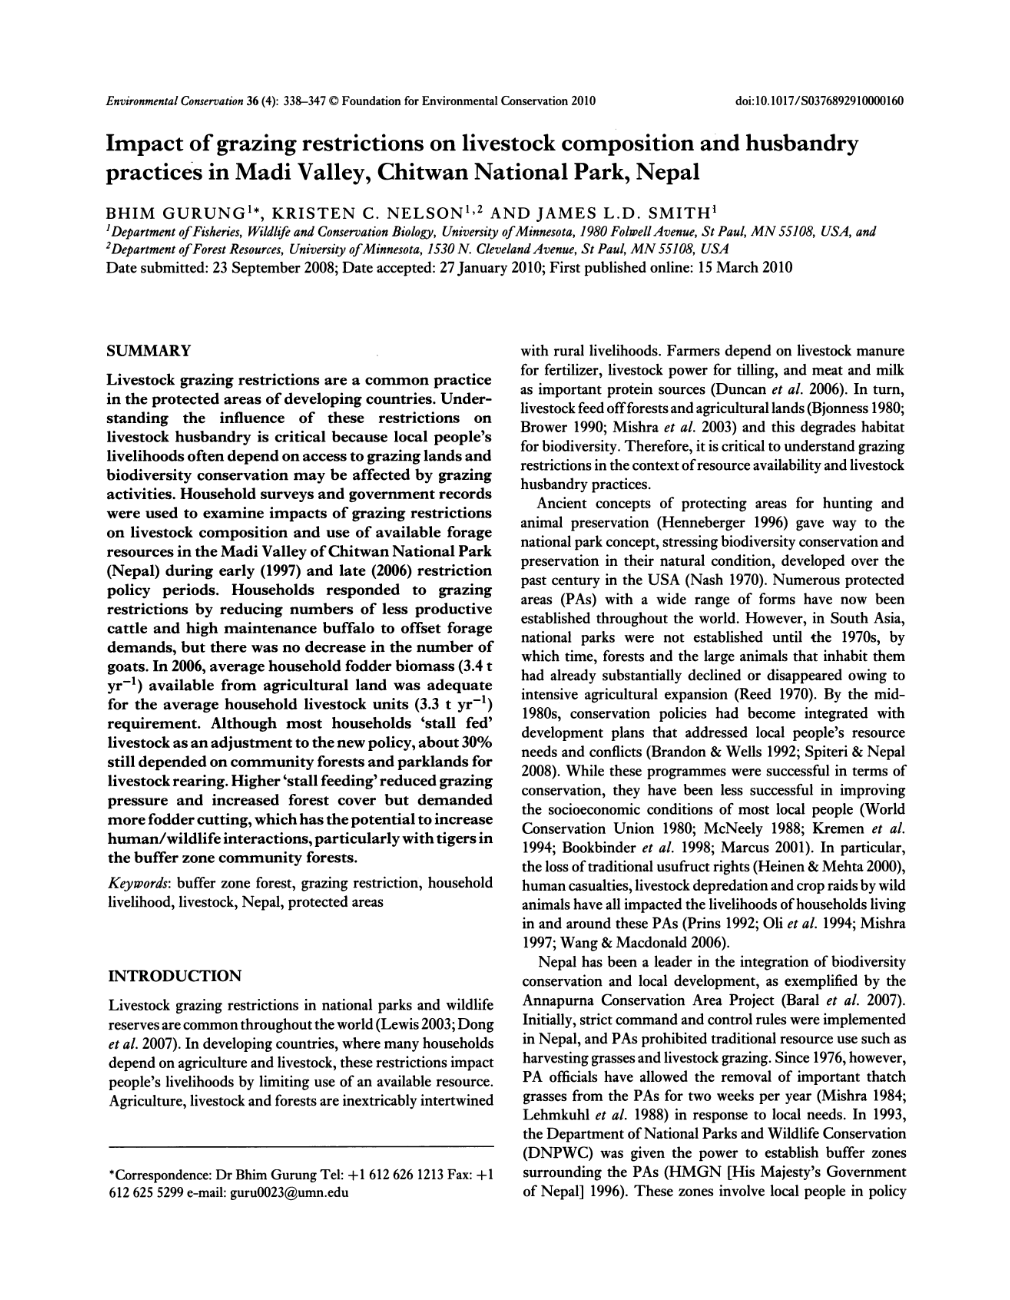 Environmental Conservation 36 (4): 338–347 © Foundation for Environmental Conservation 2010 doi:10.1017/S0376892910000160
Impact of grazing restrictions on livestock composition and husbandry
practices in Madi Valley, Chitwan National Park, Nepal
BHIM GURUNG1*, KRISTEN C. NELSON1,2 AND JAMES L.D. SMITH1
1Department of Fisheries, Wildlife and Conservation Biology, University of Minnesota, 1980 Folwell Avenue, St Paul, MN 55108, USA, and
2Department of Forest Resources, University of Minnesota, 1530 N. Cleveland Avenue, St Paul, MN 55108, USA
Date submitted: 23 September 2008; Date accepted: 27 January 2010; First published online: 15 March 2010
SUMMARY
Livestock grazing restrictions are a common practice
in the protected areas of developing countries. Under-
standing the influence of these restrictions on
livestock husbandry is critical because local people's
livelihoods often depend on access to grazing lands and
biodiversity conservation may be affected by grazing
activities. Household surveys and government records
were used to examine impacts of grazing restrictions
on livestock composition and use of available forage
resources in the Madi Valley of Chitwan National Park
(Nepal) during early (1997) and late (2006) restriction
policy periods. Households responded to grazing
restrictions by reducing numbers of less productive
cattle and high maintenance buffalo to offset forage
demands, but there was no decrease in the number of
goats. In 2006, average household fodder biomass (3.4 t
yr−1) available from agricultural land was adequate
for the average household livestock units (3.3 t yr−1)
requirement. Although most households 'stall fed'
livestock as an adjustment to the new policy, about 30%
still depended on community forests and parklands for
livestock rearing. Higher 'stall feeding' reduced grazing
pressure and increased forest cover but demanded
more fodder cutting, which has the potential to increase
human/wildlife interactions, particularly with tigers in
the buffer zone community forests.
Keywords: buffer zone forest, grazing restriction, household
livelihood, livestock, Nepal, protected areas
INTRODUCTION
Livestock grazing restrictions in national parks and wildlife
reserves are common throughout the world (Lewis 2003; Dong
et al. 2007). In developing countries, where many households
depend on agriculture and livestock, these restrictions impact
people's livelihoods by limiting use of an available resource.
Agriculture, livestock and forests are inextricably intertwined
*Correspondence: Dr Bhim Gurung Tel: +1 612 626 1213 Fax: +1
612 625 5299 e-mail: guru0023@umn.edu
with rural livelihoods. Farmers depend on livestock manure
for fertilizer, livestock power for tilling, and meat and milk
as important protein sources (Duncan et al. 2006). In turn,
livestock feed off forests and agricultural lands (Bjonness 1980;
Brower 1990; Mishra et al. 2003) and this degrades habitat
for biodiversity. Therefore, it is critical to understand grazing
restrictions in the context of resource availability and livestock
husbandry practices.
Ancient concepts of protecting areas for hunting and
animal preservation (Henneberger 1996) gave way to the
national park concept, stressing biodiversity conservation and
preservation in their natural condition, developed over the
past century in the USA (Nash 1970). Numerous protected
areas (PAs) with a wide range of forms have now been
established throughout the world. However, in South Asia,
national parks were not established until the 1970s, by
which time, forests and the large animals that inhabit them
had already substantially declined or disappeared owing to
intensive agricultural expansion (Reed 1970). By the mid-
1980s, conservation policies had become integrated with
development plans that addressed local people's resource
needs and conflicts (Brandon & Wells 1992; Spiteri & Nepal
2008). While these programmes were successful in terms of
conservation, they have been less successful in improving
the socioeconomic conditions of most local people (World
Conservation Union 1980; McNeely 1988; Kremen et al.
1994; Bookbinder et al. 1998; Marcus 2001). In particular,
the loss of traditional usufruct rights (Heinen & Mehta 2000),
human casualties, livestock depredation and crop raids by wild
animals have all impacted the livelihoods of households living
in and around these PAs (Prins 1992; Oli et al. 1994; Mishra
1997; Wang & Macdonald 2006).
Nepal has been a leader in the integration of biodiversity
conservation and local development, as exemplified by the
Annapurna Conservation Area Project (Baral et al. 2007).
Initially, strict command and control rules were implemented
in Nepal, and PAs prohibited traditional resource use such as
harvesting grasses and livestock grazing. Since 1976, however,
PA officials have allowed the removal of important thatch
grasses from the PAs for two weeks per year (Mishra 1984;
Lehmkuhl et al. 1988) in response to local needs. In 1993,
the Department of National Parks and Wildlife Conservation
(DNPWC) was given the power to establish buffer zones
surrounding the PAs (HMGN [His Majesty's Government
of Nepal] 1996). These zones involve local people in policy